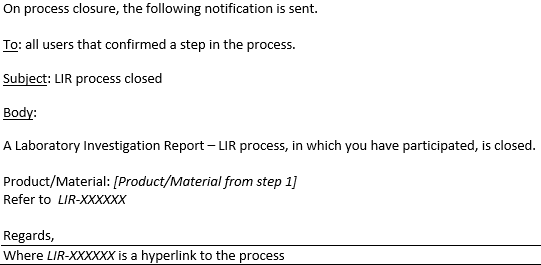 On process closure, the following notification is sent.
To: all users that confirmed a step in the process.
Subject: LIR process closed
Body:
A Laboratory Investigation Report – LIR process, in which you have participated, is closed.
Product/Material: [Product/Material from step 1]
Refer to  LIR-XXXXXX
Regards,
Where LIR-XXXXXX is a hyperlink to the process